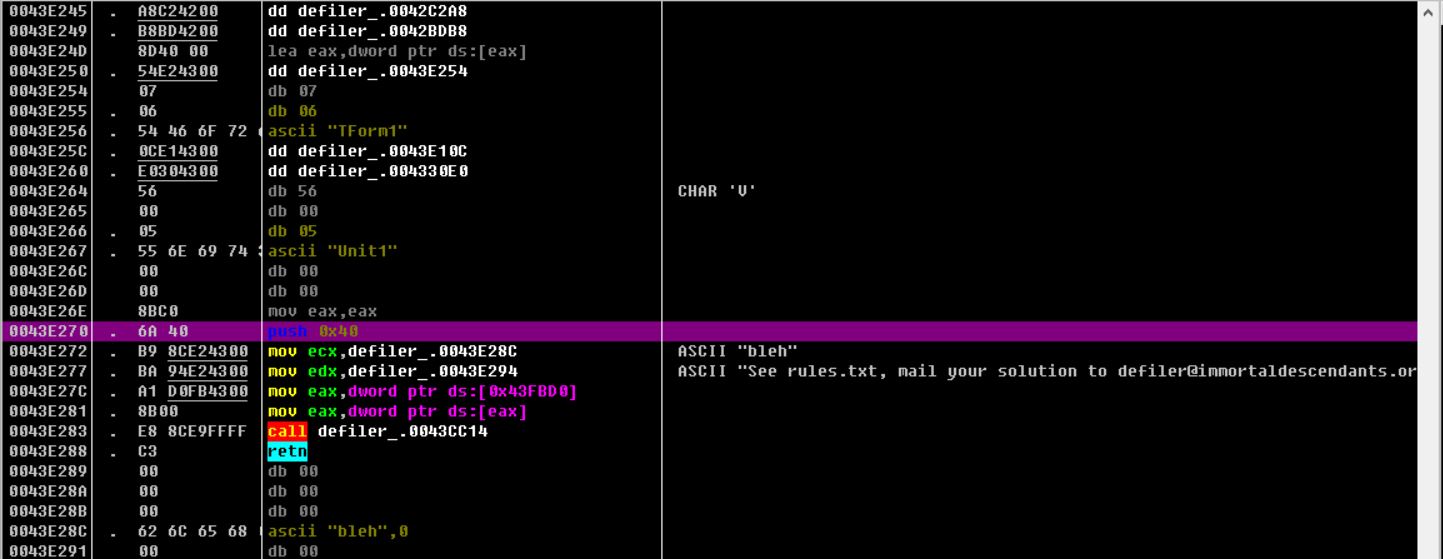 0043E245 . A8C24200 dd defiler_.0042C2A8
0043E249 . B8BD4200 dd defiler_.0042BDB8
0043E24D 8D40 00 lea eax,dword ptr ds:[eax]
0043E250 . 54E24300 dd defiler_.0043E254
0043E254 07 db 07
0043E255 . 06 db 06
0043E256 . 54 46 6F 72 ascii "TForm1"
0043E25C . 0CE14300 dd defiler_.0043E10C
0043E260 . E0304300 dd defiler_.004330E0
0043E264 56 db 56 CHAR 'V'
0043E265 00 db 00
0043E266 . 05 db 05
0043E267 . 55 6E 69 74 ascii "Unit1"
0043E26C 00 db 00
0043E26D 00 db 00
0043E26E 8BC0 mov eax,eax
0043E270 . 6A 40 push 0x40
0043E272 . B9 8CE24300 mov ecx,defiler_.0043E28C ASCII "bleh"
0043E277 . BA 94E24300 mov edx,defiler_.0043E294 ASCII "See rules.txt, mail your solution to defiler@immortaldescendants.or
0043E27C . A1 D0FB4300 mov eax,dword ptr ds:[0x43FBD0]
0043E281 . 8B00 mov eax,dword ptr ds:[eax]
0043E283 . E8 8CE9FFFF call defiler_.0043CC14
0043E288 . C3 retn
0043E289 00 db 00
0043E28A 00 db 00
0043E28B 00 db 00
0043E28C . 62 6C 65 68 ascii "bleh",0
0043E291 00 db 00